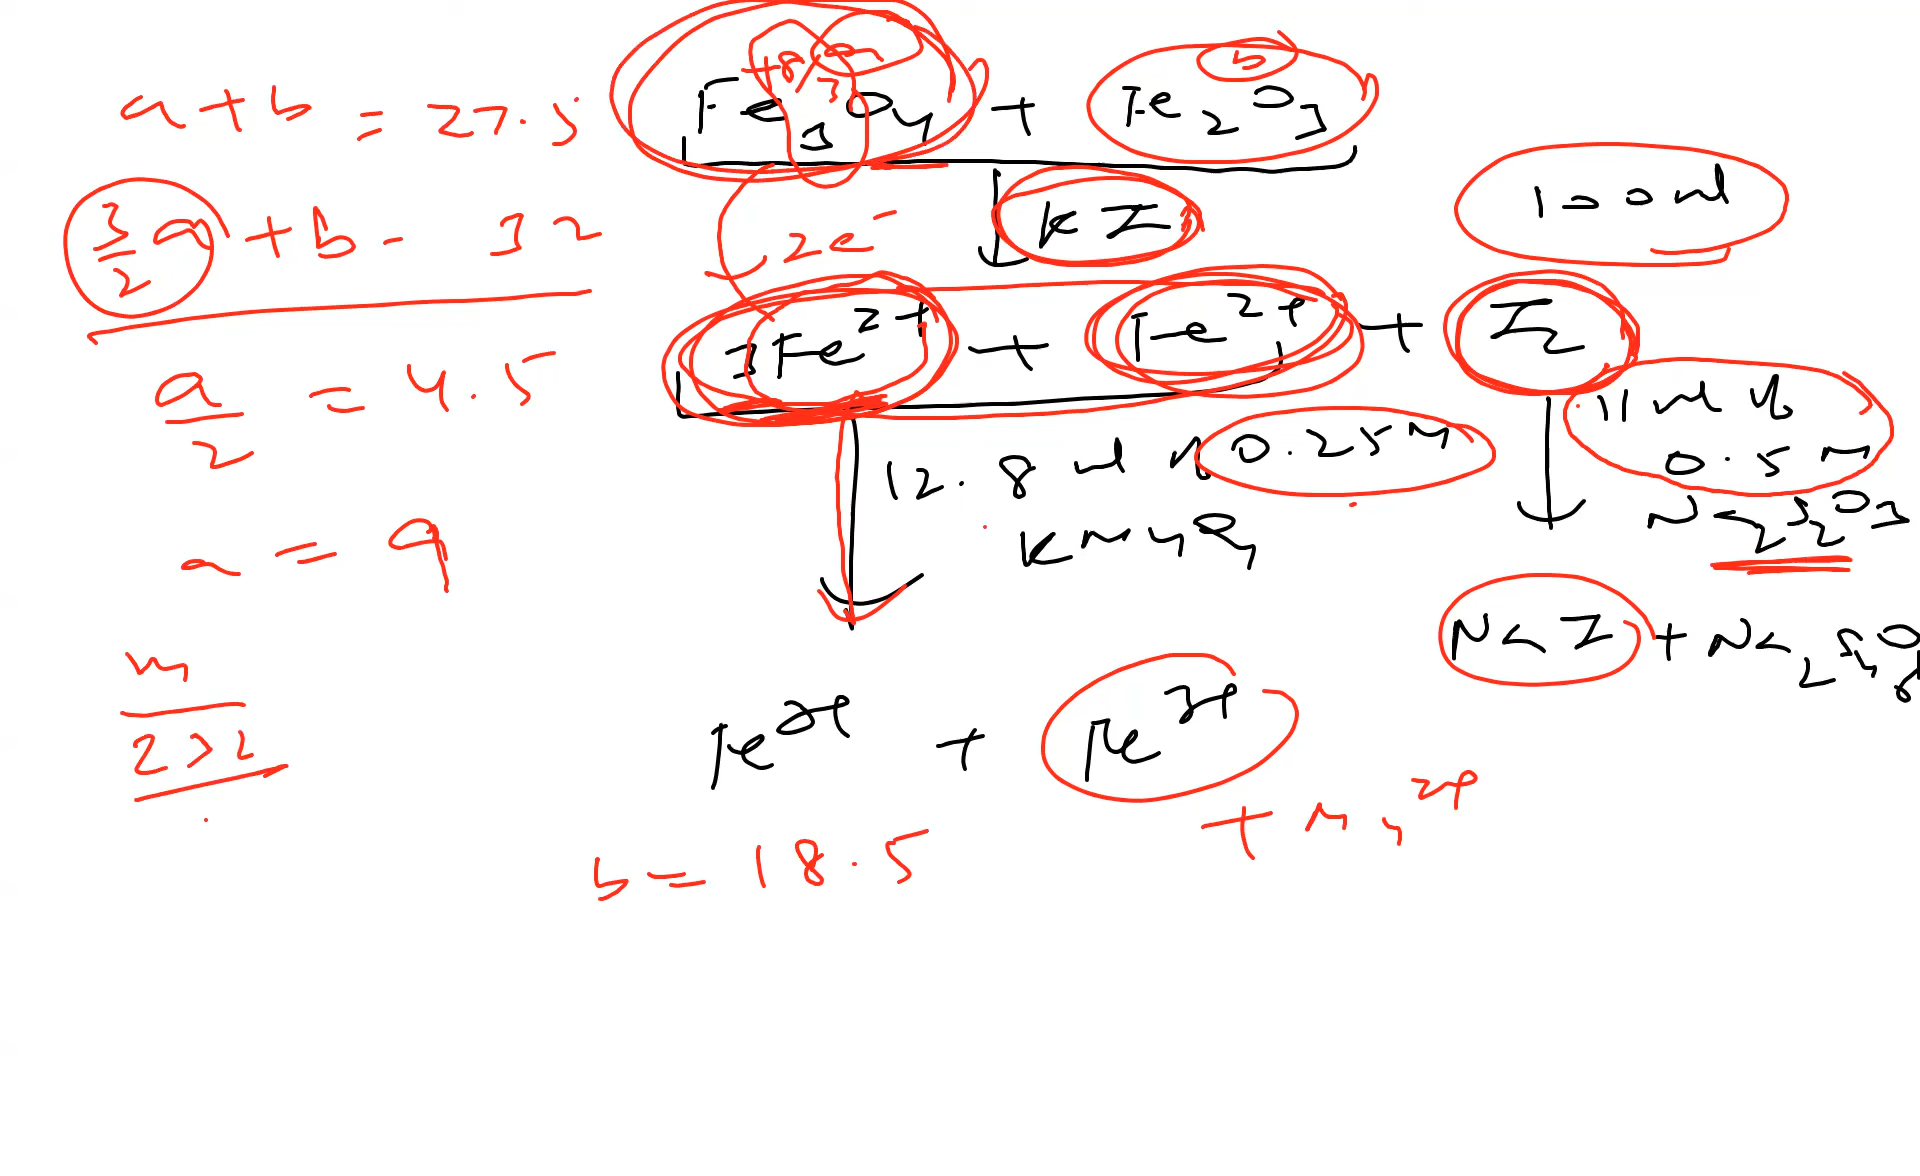 a + b = 27.5
+8/3 a b
Fe3O4 + Fe2O3
3/2 a + b = 32
2e-
KI
100 ml
3Fe2+ + Fe2+ + I2
a/2 = 4.5
12.8 ml of 0.25 M
KMnO4
11 ml of
0.5 M
Na2S2O3
a = 9
NaI + Na2S4O6
m/232
Fe3+ + Fe3+
+ Mn2+
b = 18.5